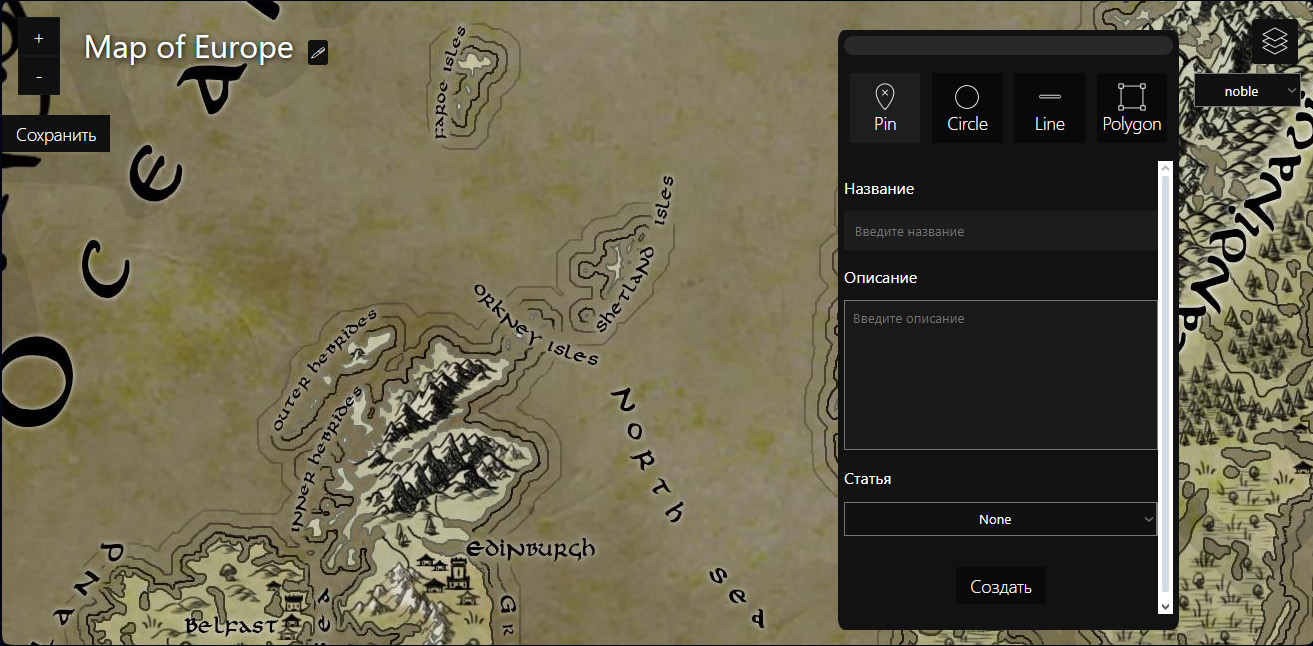 +
Map of Europe
-
Сохранить
Faroe Isles
noble
Pin
Circle
Line
Polygon
Название
Введите название
Описание
Введите описание
Статья
None
Создать
Shetland Isles
Orkney Isles
Outer Hebrides
Inner Hebrides
North Sea
Edinburgh
Belfast